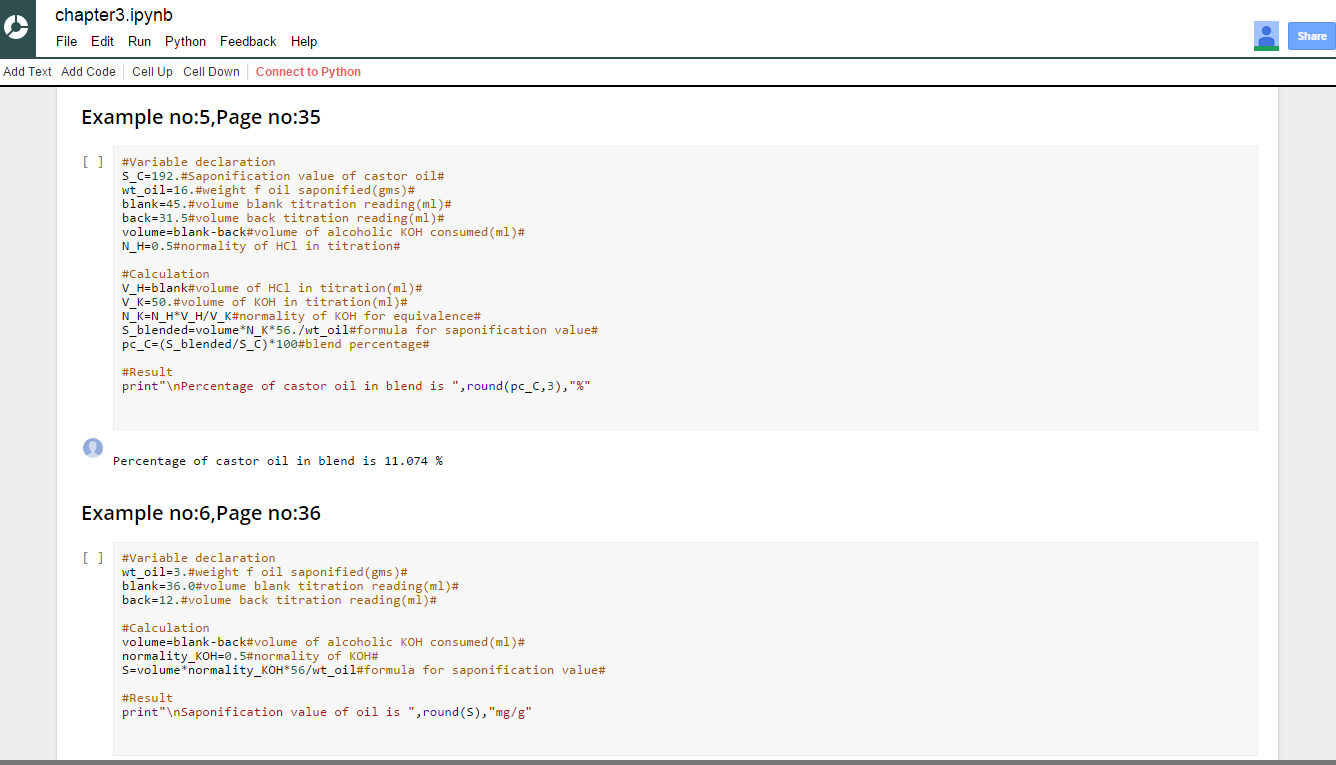 chapter3.ipynb
File Edit Run Python Feedback Help
Share
Add Text Add Code Cell Up Cell Down Connect to Python
Example no:5,Page no:35
[ ] #Variable declaration
S_C=192.#Saponification value of castor oil#
wt_oil=16.#weight f oil saponified(gms)#
blank=45.#volume blank titration reading(ml)#
back=31.5#volume back titration reading(ml)#
volume=blank-back#volume of alcoholic KOH consumed(ml)#
N_H=0.5#normality of HCl in titration#
#Calculation
V_H=blank#volume of HCl in titration(ml)#
V_K=50.#volume of KOH in titration(ml)#
N_K=N_H*V_H/V_K#normality of KOH for equivalence#
S_blended=volume*N_K*56./wt_oil#formula for saponification value#
pc_C=(S_blended/S_C)*100#blend percentage#
#Result
print"\nPercentage of castor oil in blend is ",round(pc_C,3),"%"
Percentage of castor oil in blend is 11.074 %
Example no:6,Page no:36
[ ] #Variable declaration
wt_oil=3.#weight f oil saponified(gms)#
blank=36.0#volume blank titration reading(ml)#
back=12.#volume back titration reading(ml)#
#Calculation
volume=blank-back#volume of alcoholic KOH consumed(ml)#
normality_KOH=0.5#normality of KOH#
S=volume*normality_KOH*56/wt_oil#formula for saponification value#
#Result
print"\nSaponification value of oil is ",round(S),"mg/g"